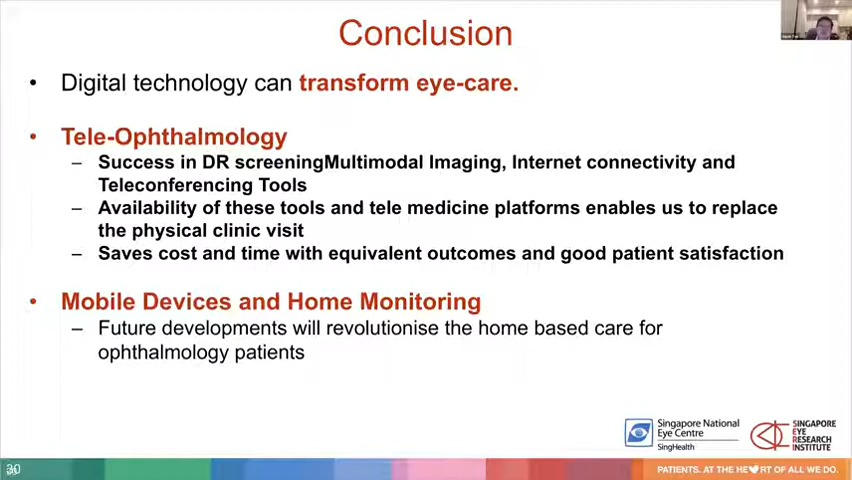 Conclusion
• Digital technology can transform eye-care.
• Tele-Ophthalmology
– Success in DR screeningMultimodal Imaging, Internet connectivity and
Teleconferencing Tools
– Availability of these tools and tele medicine platforms enables us to replace
the physical clinic visit
– Saves cost and time with equivalent outcomes and good patient satisfaction
• Mobile Devices and Home Monitoring
– Future developments will revolutionise the home based care for
ophthalmology patients
Singapore National
Eye Centre
SingHealth
SINGAPORE
EYE
RESEARCH
INSTITUTE
PATIENTS. AT THE HE♥RT OF ALL WE DO.